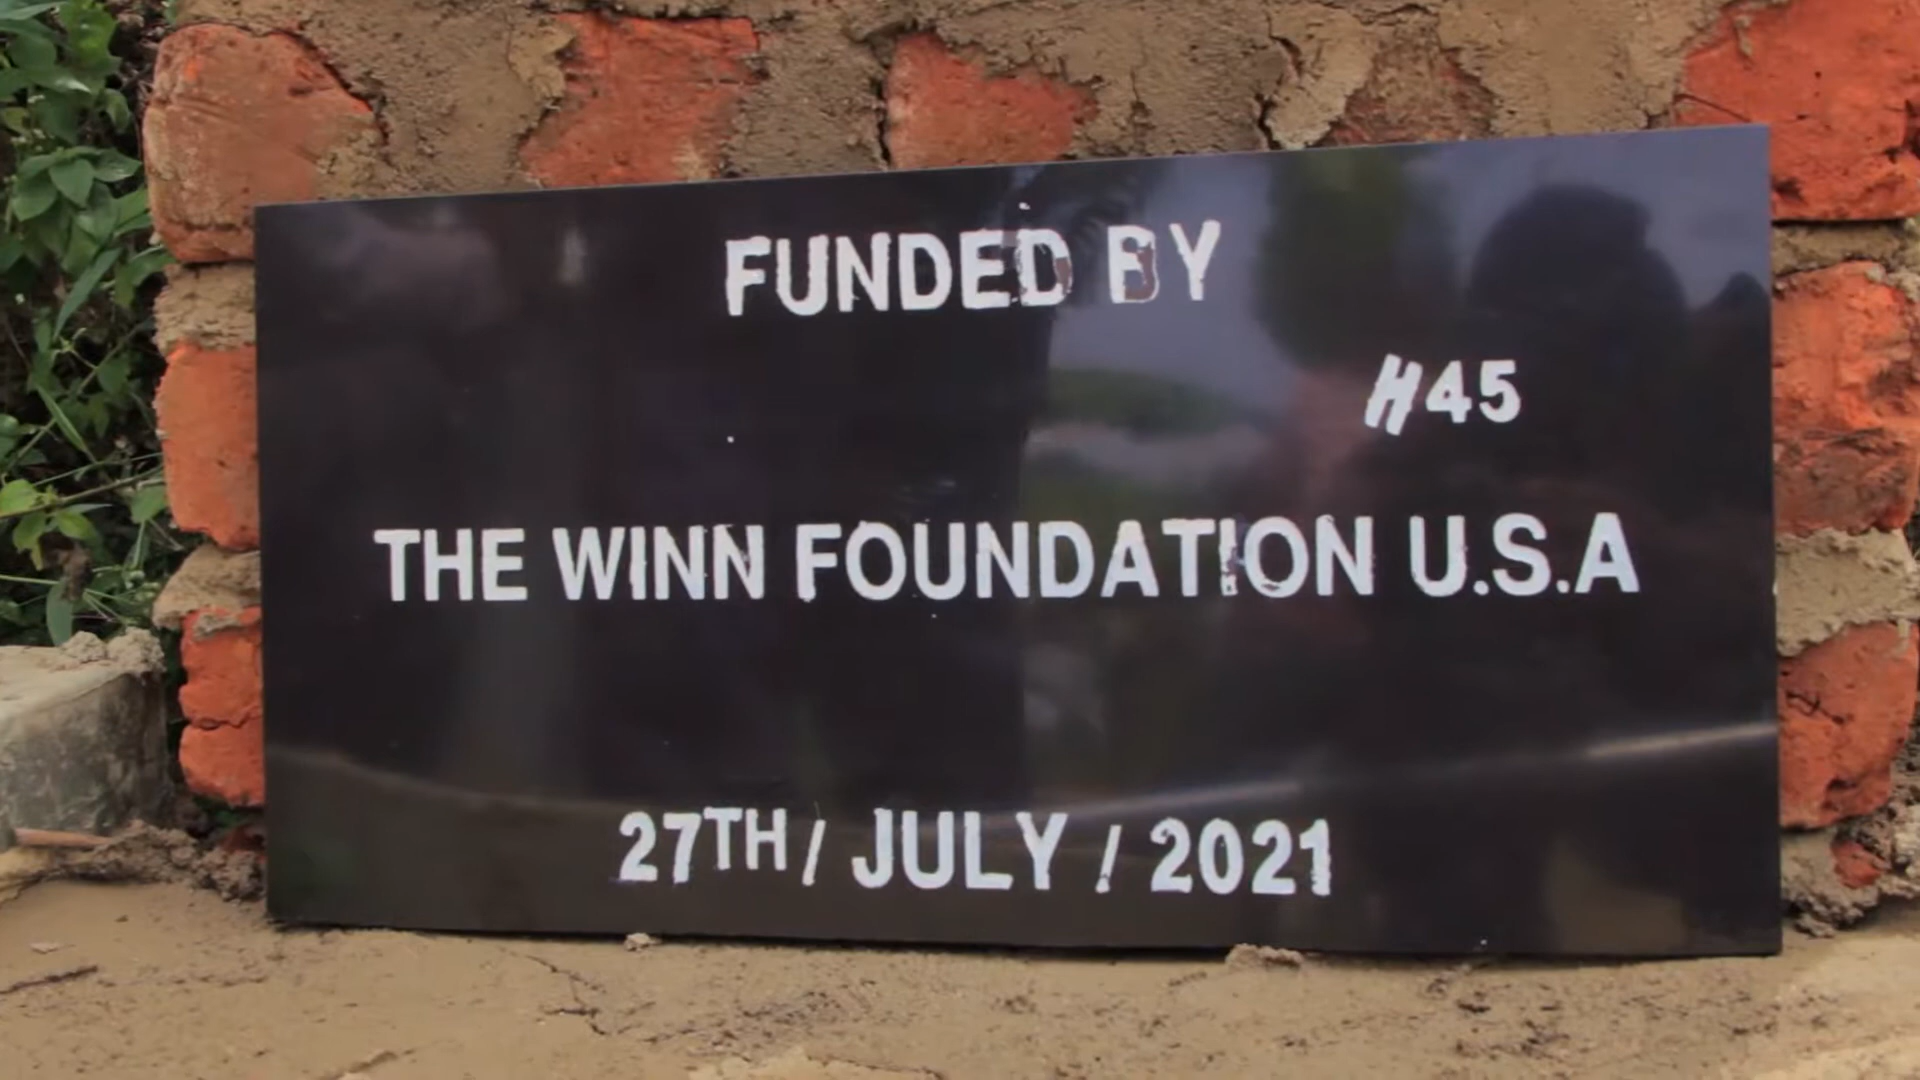 FUNDED BY
#45
THE WINN FOUNDATION U.S.A
27TH / JULY / 2021